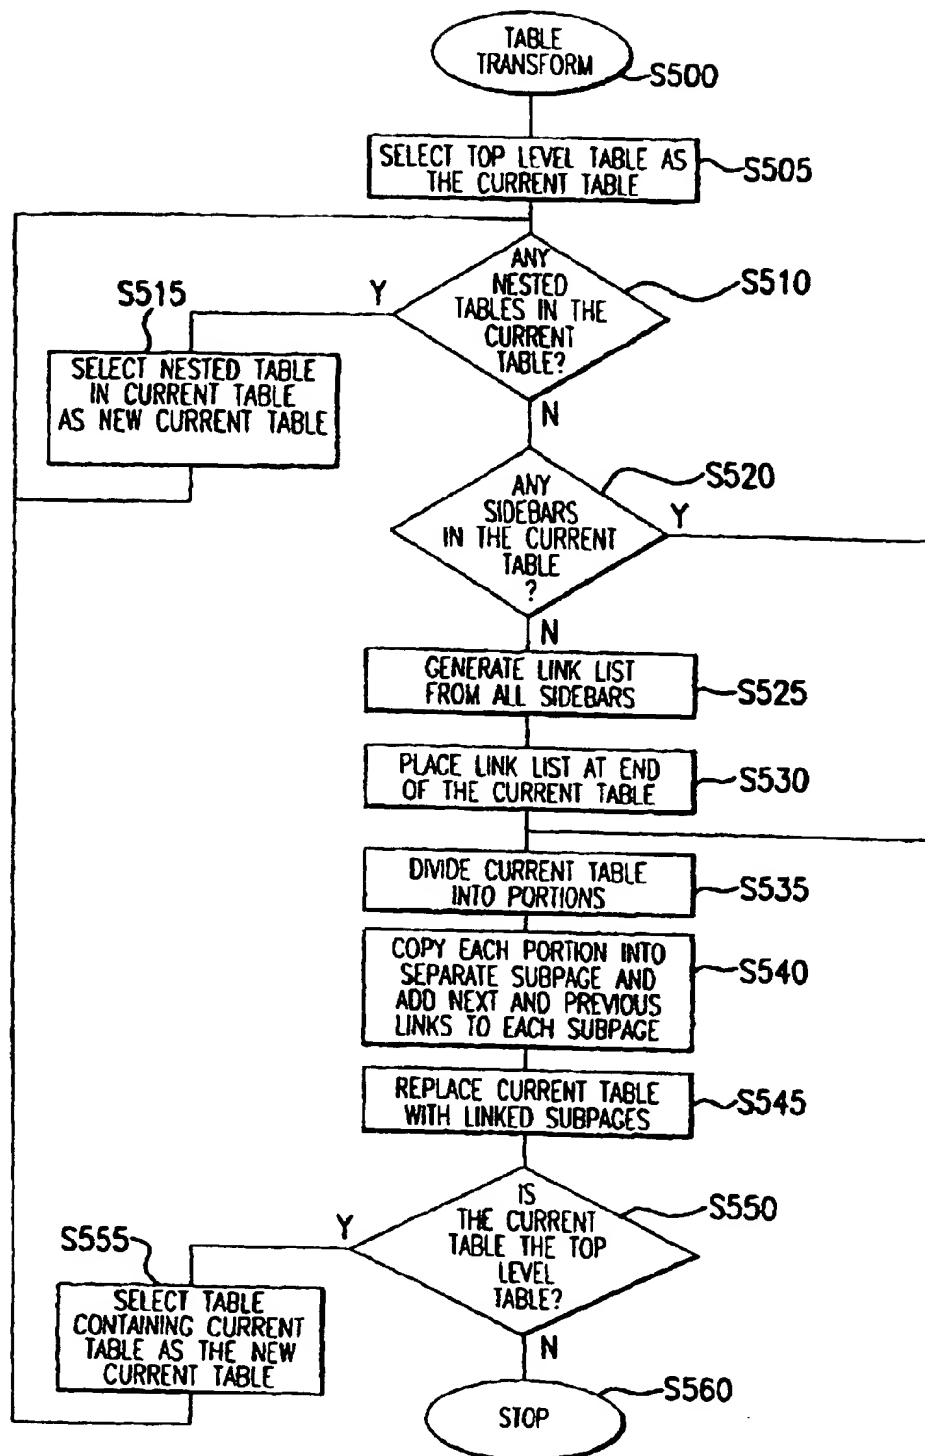 TABLE
TRANSFORM
S500
SELECT TOP LEVEL TABLE AS
THE CURRENT TABLE
S505
ANY
NESTED
TABLES IN THE
CURRENT
TABLE?
S510
Y
N
S515
SELECT NESTED TABLE
IN CURRENT TABLE
AS NEW CURRENT TABLE
ANY
SIDEBARS
IN THE CURRENT
TABLE
?
S520
Y
N
GENERATE LINK LIST
FROM ALL SIDEBARS
S525
PLACE LINK LIST AT END
OF THE CURRENT TABLE
S530
DIVIDE CURRENT TABLE
INTO PORTIONS
S535
COPY EACH PORTION INTO
SEPARATE SUBPAGE AND
ADD NEXT AND PREVIOUS
LINKS TO EACH SUBPAGE
S540
REPLACE CURRENT TABLE
WITH LINKED SUBPAGES
S545
IS
THE CURRENT
TABLE THE TOP
LEVEL
TABLE?
S550
Y
N
S555
SELECT TABLE
CONTAINING CURRENT
TABLE AS THE NEW
CURRENT TABLE
STOP
S560